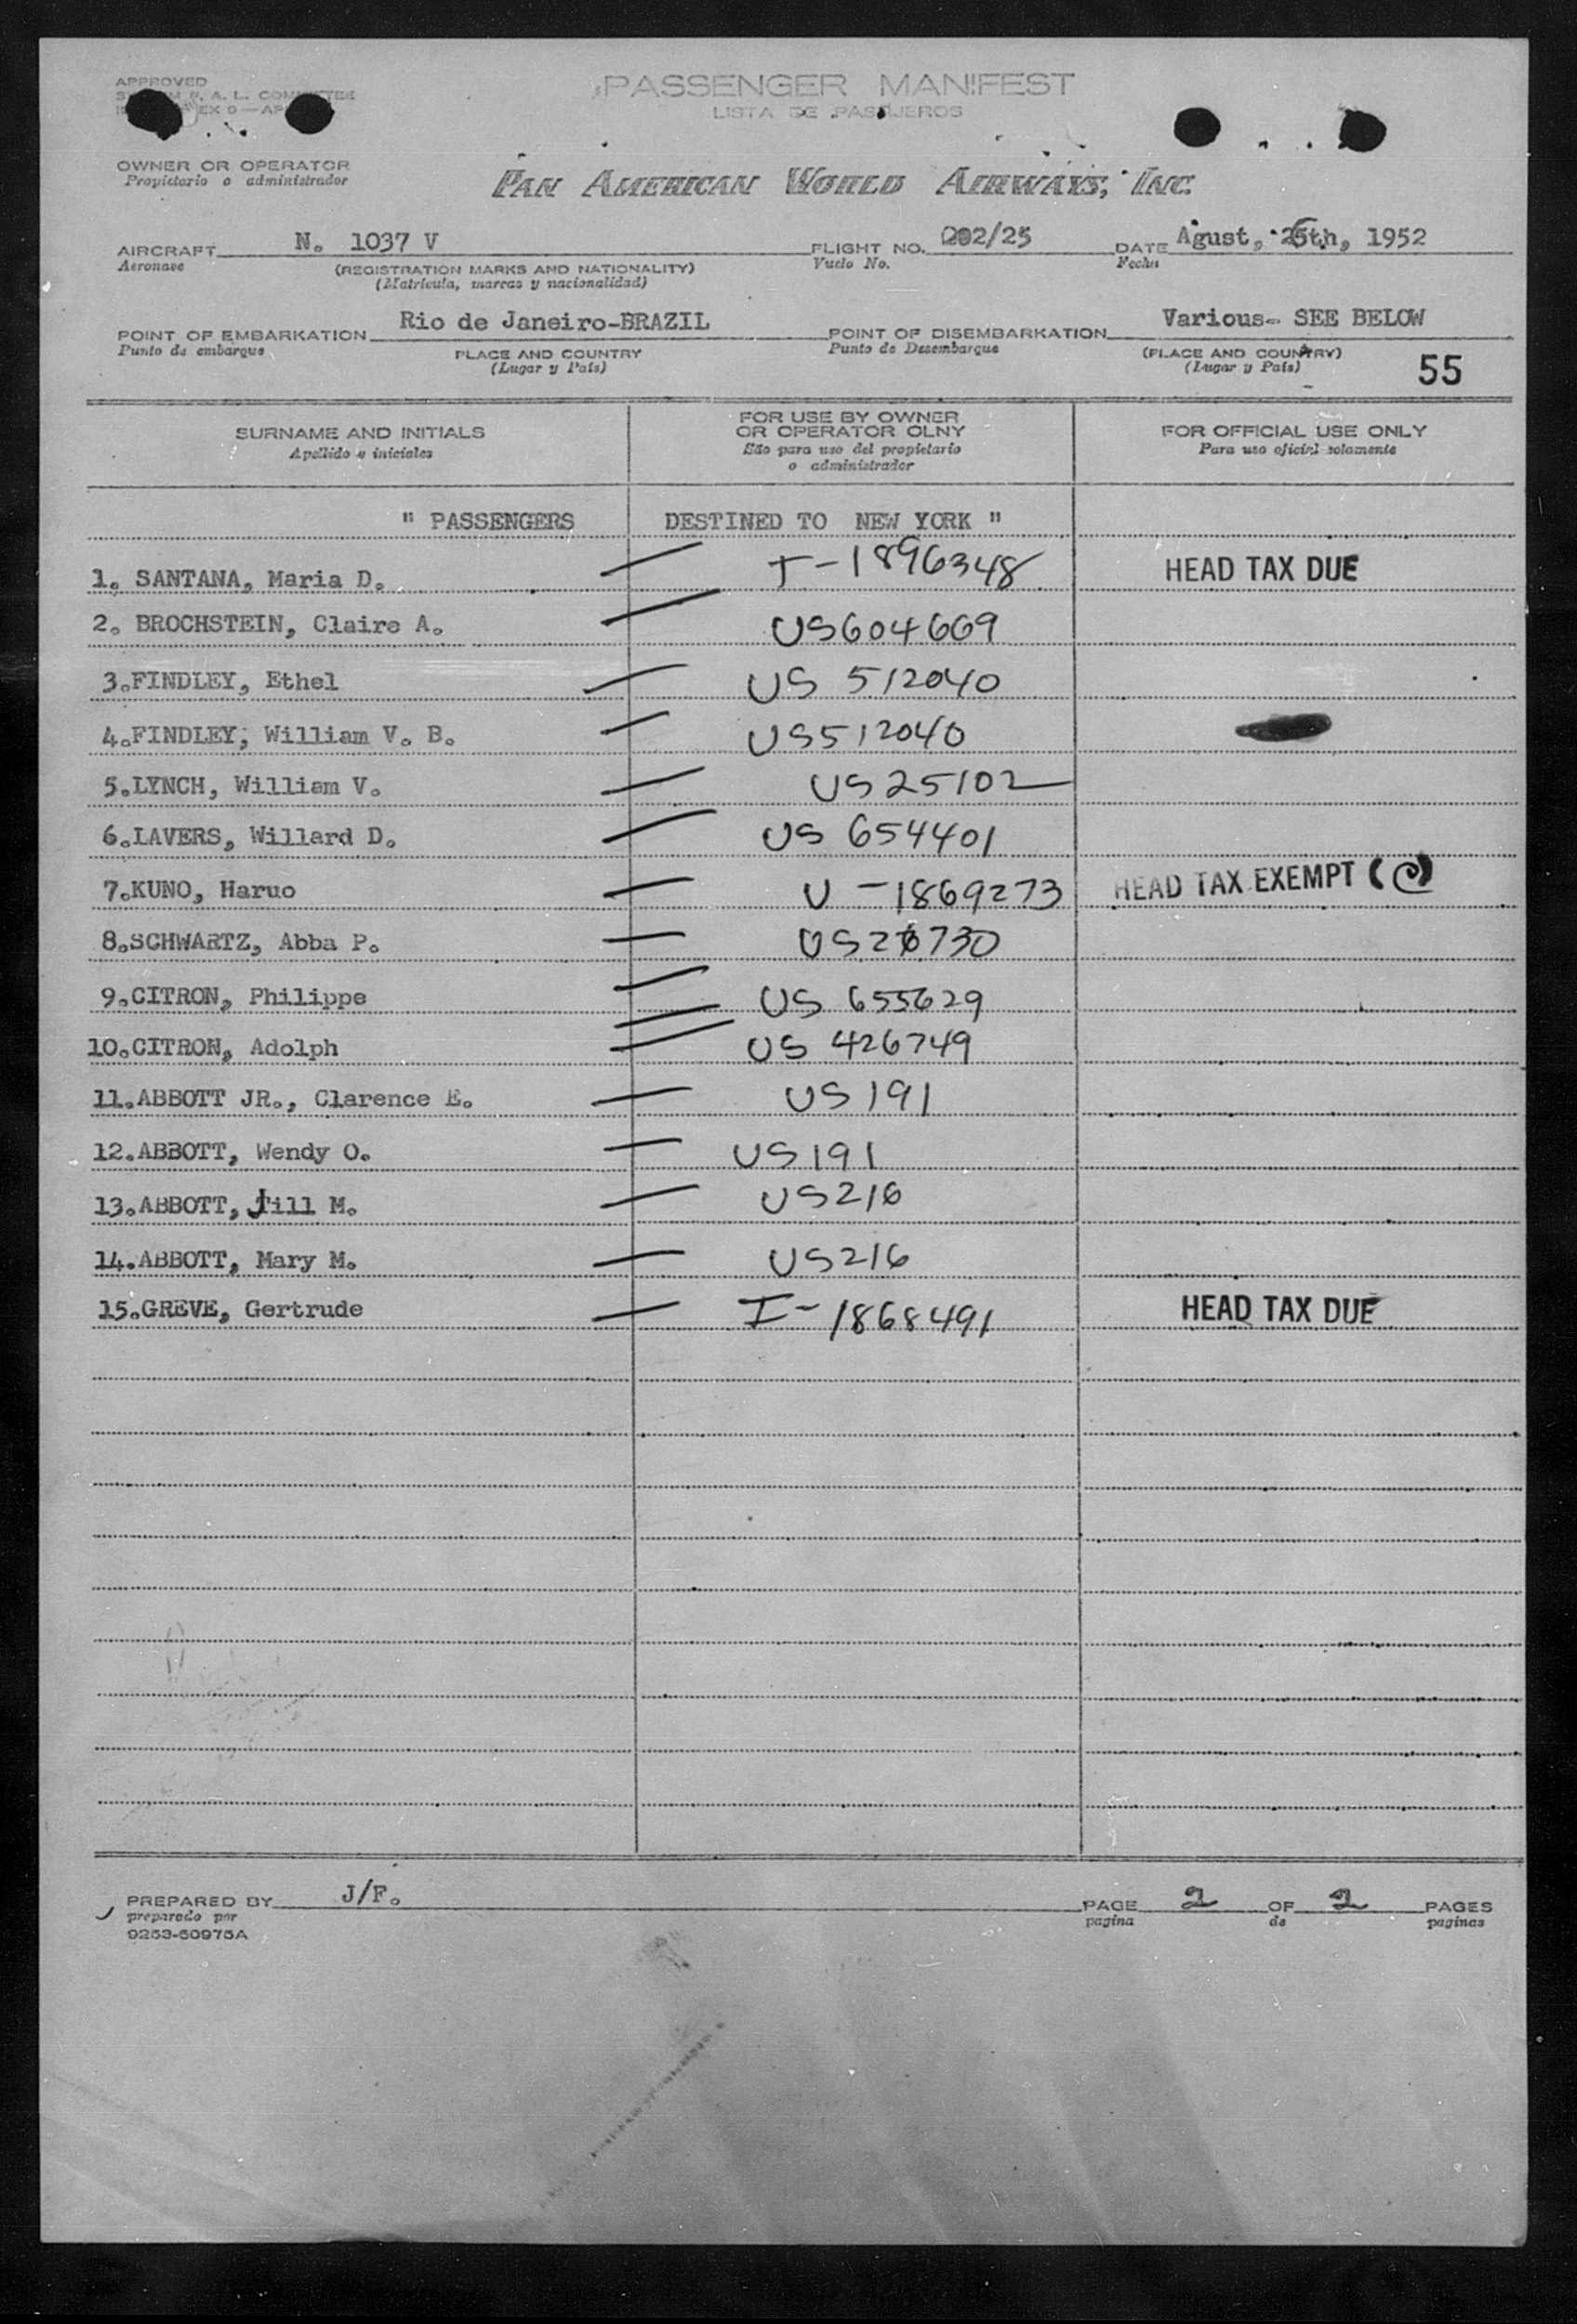 APPROVED
PASSENGER MANIFEST
LISTA DE PASAJEROS
OWNER OR OPERATOR
Propietario o administrador
PAN AMERICAN WORLD AIRWAYS, INC.
AIRCRAFT N. 1037 V FLIGHT NO. 202/25 DATE Agust, 26th, 1952
Aeronave (REGISTRATION MARKS AND NATIONALITY) Vuelo No. Fecha
(Matricula, marcas y nacionalidad)
POINT OF EMBARKATION Rio de Janeiro-BRAZIL POINT OF DISEMBARKATION Various- SEE BELOW
Punto de embarque PLACE AND COUNTRY Punto de Desembarque (PLACE AND COUNTRY)
(Lugar y País) (Lugar y País) 55
SURNAME AND INITIALS FOR USE BY OWNER OR OPERATOR OLNY FOR OFFICIAL USE ONLY
Apellido e iniciales São para uso del propietario o administrador Para uso oficial solamente
" PASSENGERS DESTINED TO NEW YORK "
1. SANTANA, Maria D. I-1896348 HEAD TAX DUE
2. BROCHSTEIN, Claire A. US604669
3.FINDLEY, Ethel US 512040
4.FINDLEY, William V. B. US512040
5.LYNCH, William V. US25102
6.LAVERS, Willard D. US 654401
7.KUNO, Haruo V-1869273 HEAD TAX EXEMPT (C)
8.SCHWARTZ, Abba P. US26730
9.CITRON, Philippe US 655629
10.CITRON, Adolph US 426749
11.ABBOTT JR., Clarence E. US191
12.ABBOTT, Wendy O. US191
13.ABBOTT, Jill M. US216
14.ABBOTT, Mary M. US216
15.GREVE, Gertrude I-1868491 HEAD TAX DUE
PREPARED BY J/F. PAGE 2 OF 2 PAGES
preparado por pagina de paginas
9253-50975A